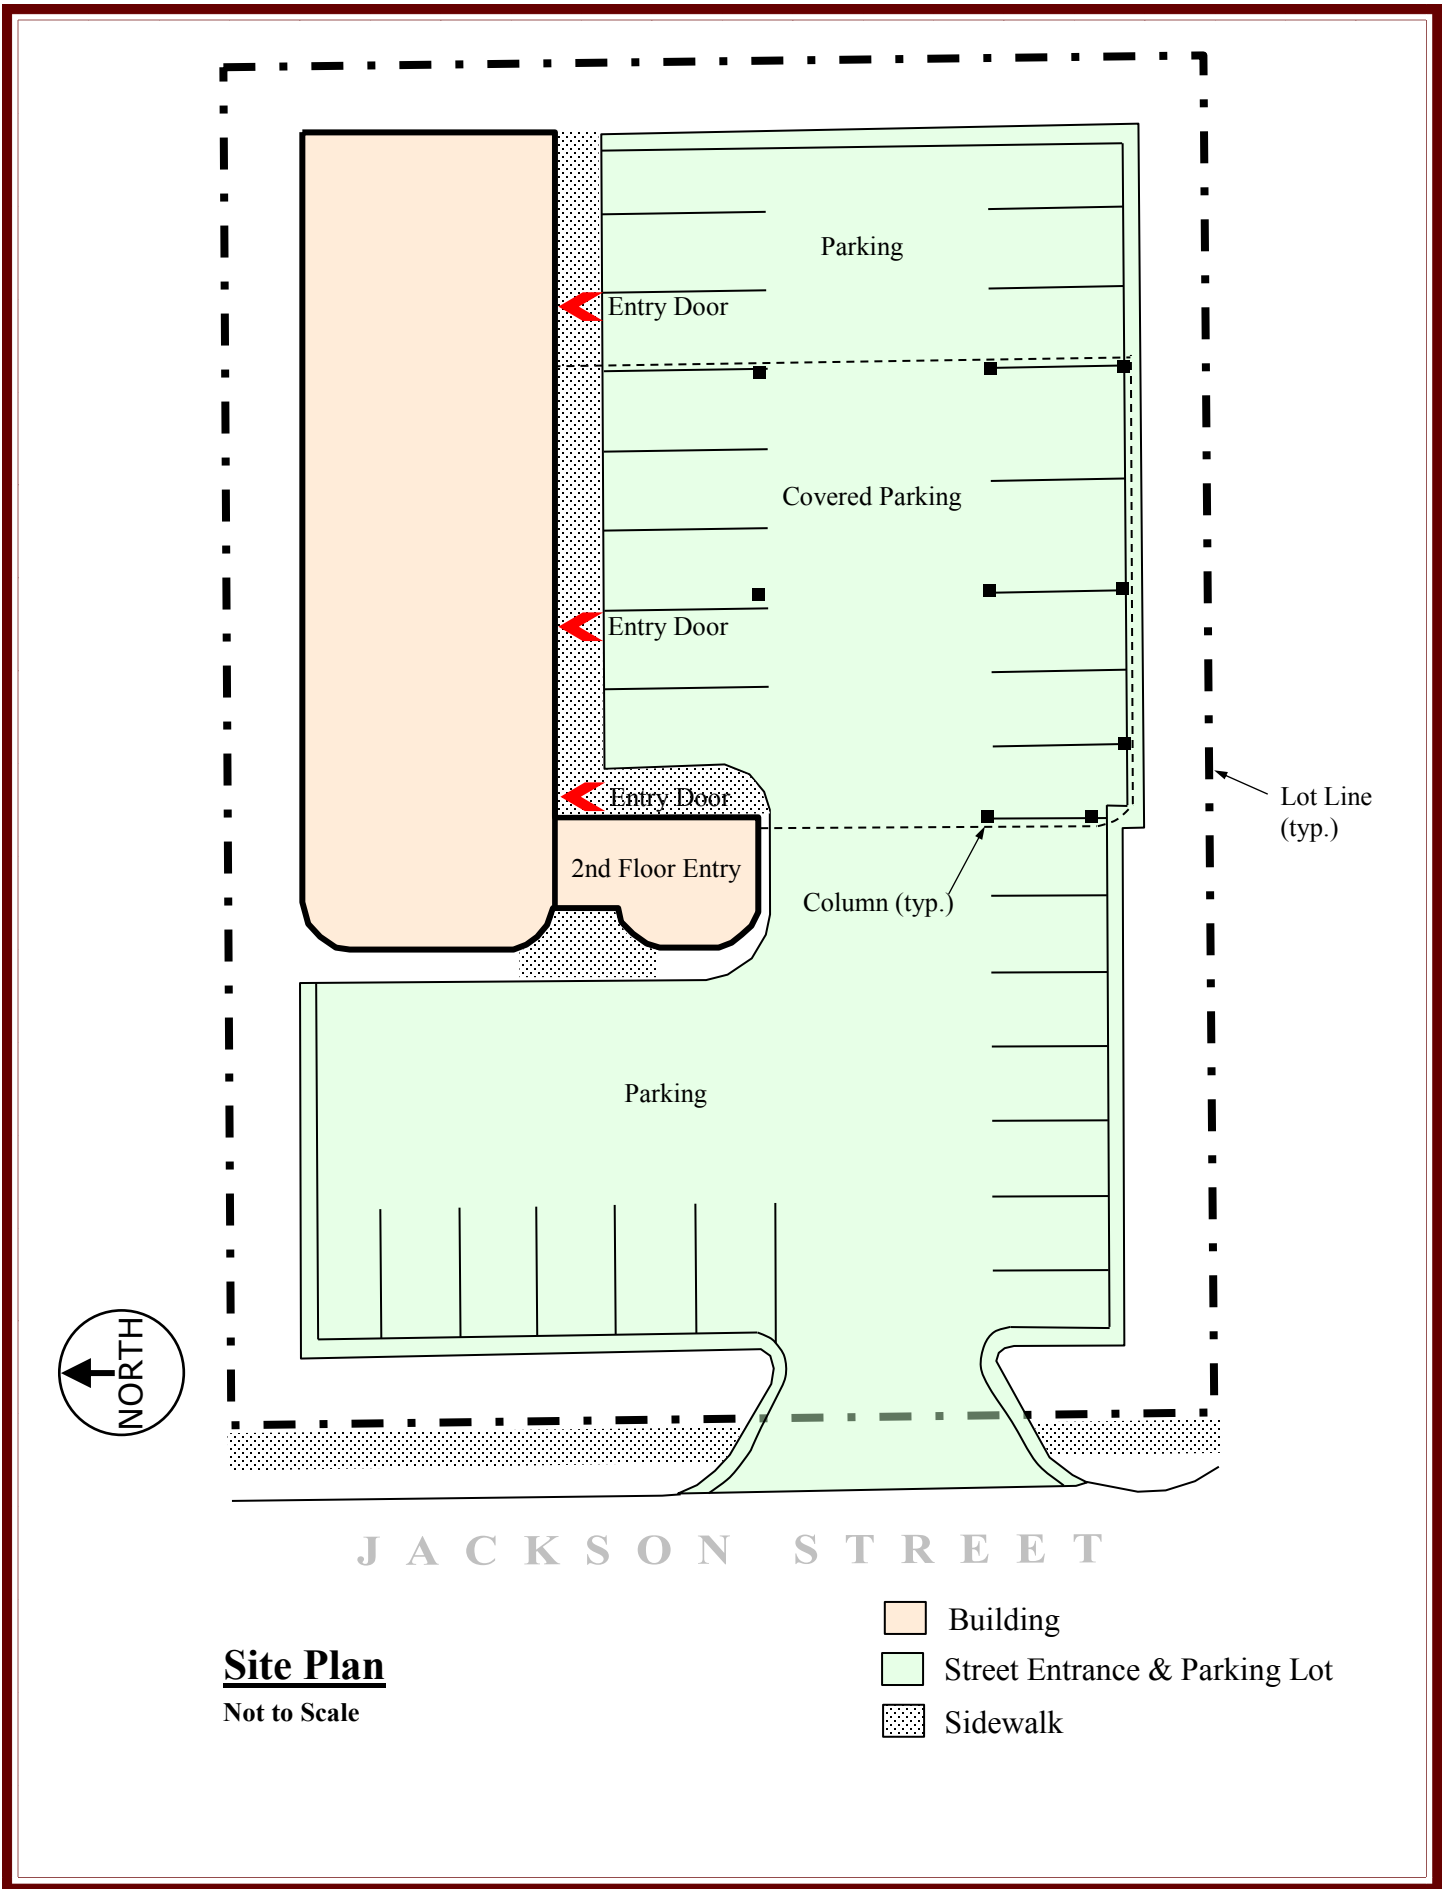 Parking
Entry Door
Covered Parking
Entry Door
Entry Door
Lot Line
(typ.)
2nd Floor Entry
Column (typ.)
Parking
NORTH
JACKSON STREET
Building
Site Plan
Street Entrance & Parking Lot
Not to Scale
Sidewalk